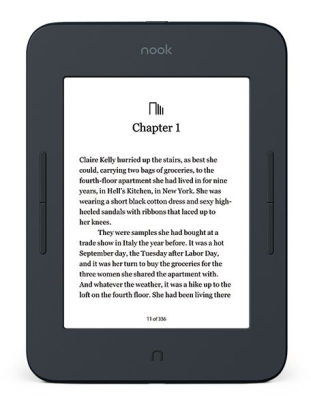 nook
Chapter 1
Claire Kelly hurried up the stairs, as best she
could, carrying two bags of groceries, to the
fourth-floor apartment she had lived in for nine
years, in Hell's Kitchen, in New York. She was
wearing a short black cotton dress and sexy high-
heeled sandals with ribbons that laced up to
her knees.
They were samples she had bought at a
trade show in Italy the year before. It was a hot
September day, the Tuesday after Labor Day,
and it was her turn to buy the groceries for the
three women she shared the apartment with.
And whatever the weather, it was a hike up to the
loft on the fourth floor. She had been living there
11 of 336
n